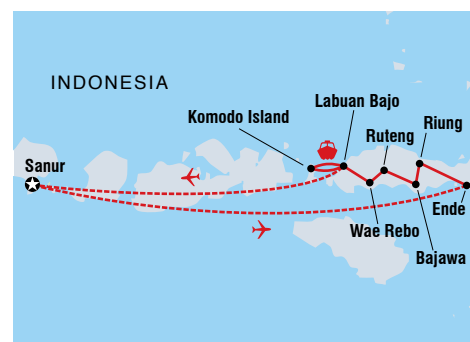 INDONESIA
Labuan Bajo
Komodo Island
Riung
Ruteng
Sanur
Ende
Wae Rebo
Bajawa